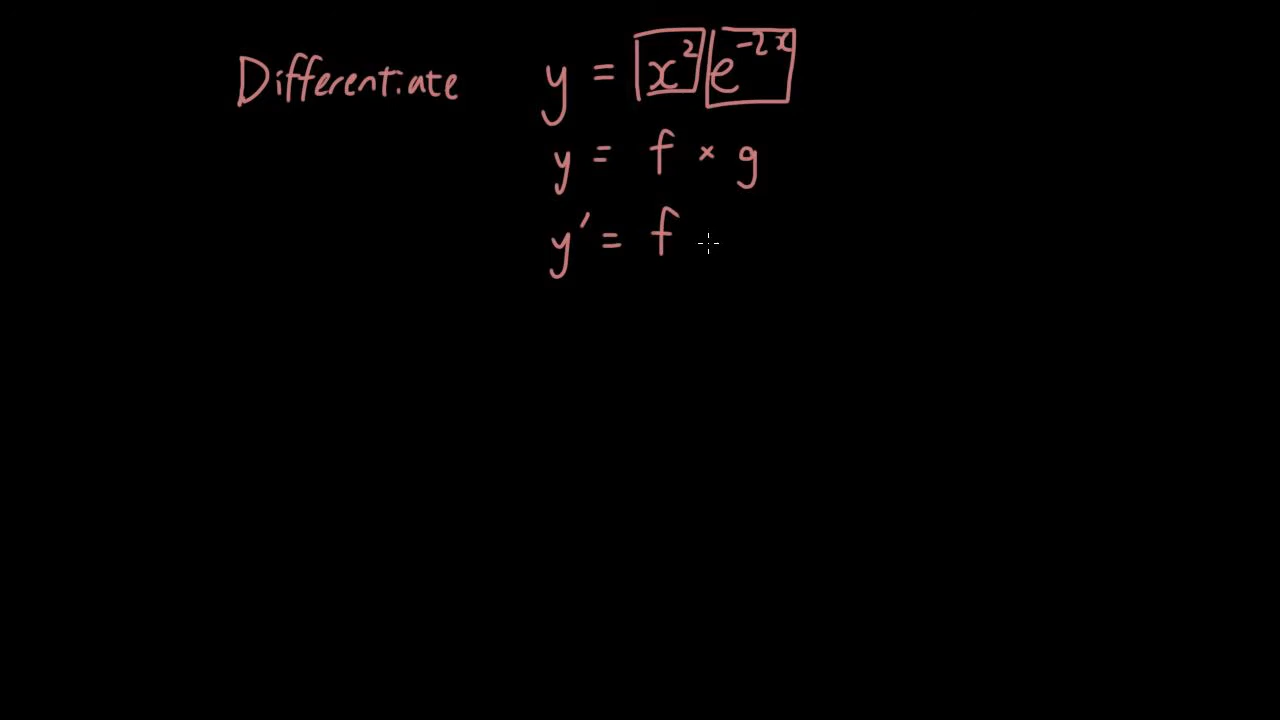 Differentiate y = x² e⁻²ˣ
y = f × g
y' = f